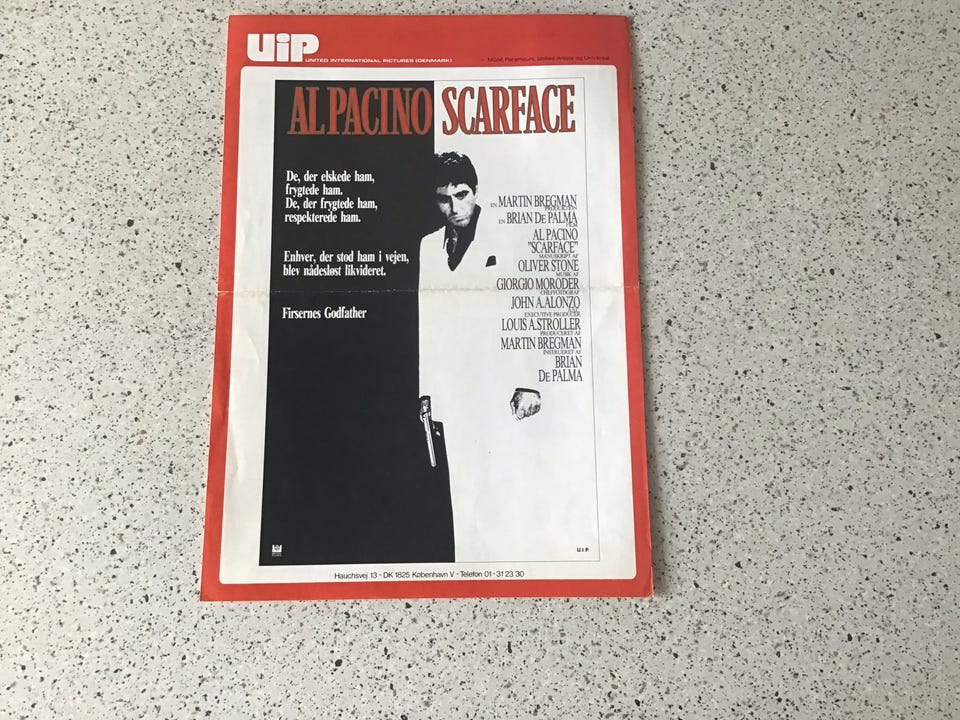 UiP
UNITED INTERNATIONAL PICTURES (DENMARK)
- MGM, Paramount, United Artists og Universal
AL PACINO SCARFACE
De, der elskede ham,
frygtede ham.
De, der frygtede ham,
respekterede ham.
Enhver, der stod ham i vejen,
blev nådesløst likvideret.
Firsernes Godfather
EN MARTIN BREGMAN
PRODUKTION
EN BRIAN DE PALMA
FILM
AL PACINO
"SCARFACE"
MANUSKRIPT AF
OLIVER STONE
MUSIK AF
GIORGIO MORODER
CHEFFOTOGRAF
JOHN A. ALONZO
EXECUTIVE PRODUCER
LOUIS A. STROLLER
PRODUCERET AF
MARTIN BREGMAN
INSTRUERET AF
BRIAN
DE PALMA
U.I.P.
Hauchsvej 13 - DK 1825 København V - Telefon 01 - 31 23 30